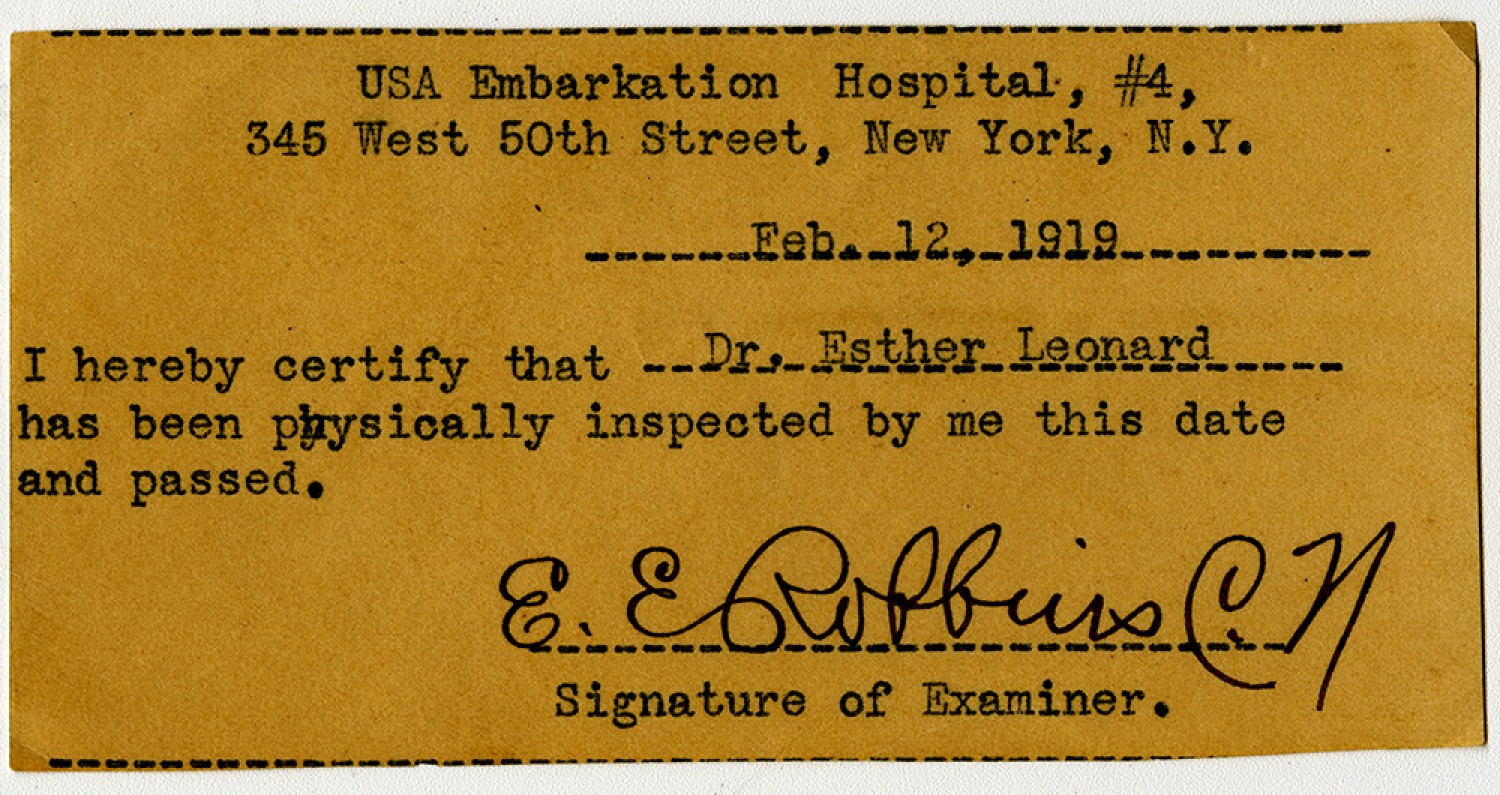 USA Embarkation Hospital, #4,
345 West 50th Street, New York, N.Y.
Feb. 12, 1919
I hereby certify that Dr. Esther Leonard
has been physically inspected by me this date
and passed.
E. E Robbins C. N
Signature of Examiner.